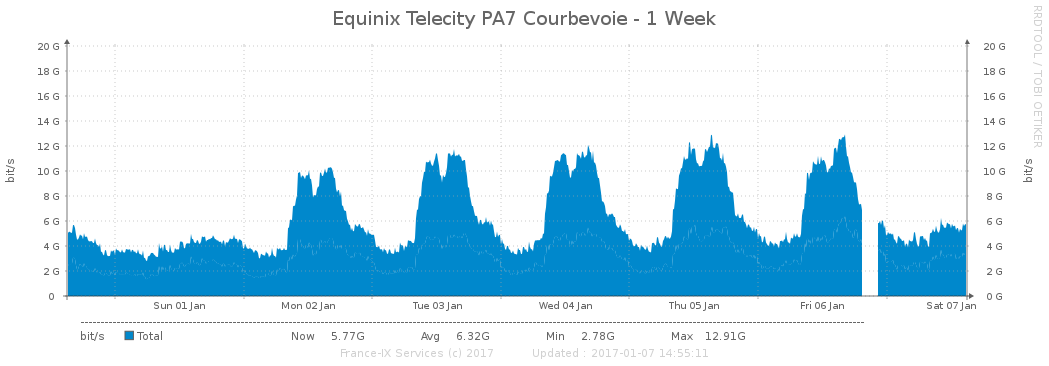 Equinix Telecity PA7 Courbevoie - 1 Week
RRDTOOL / TOBI OETIKER
bit/s
20 G
18 G
16 G
14 G
12 G
10 G
8 G
6 G
4 G
2 G
0
20 G
18 G
16 G
14 G
12 G
10 G
8 G
6 G
4 G
2 G
0 G
bit/s
Sun 01 Jan Mon 02 Jan Tue 03 Jan Wed 04 Jan Thu 05 Jan Fri 06 Jan Sat 07 Jan
bit/s Total Now 5.77G Avg 6.32G Min 2.78G Max 12.91G
France-IX Services (c) 2017 Updated : 2017-01-07 14:55:11